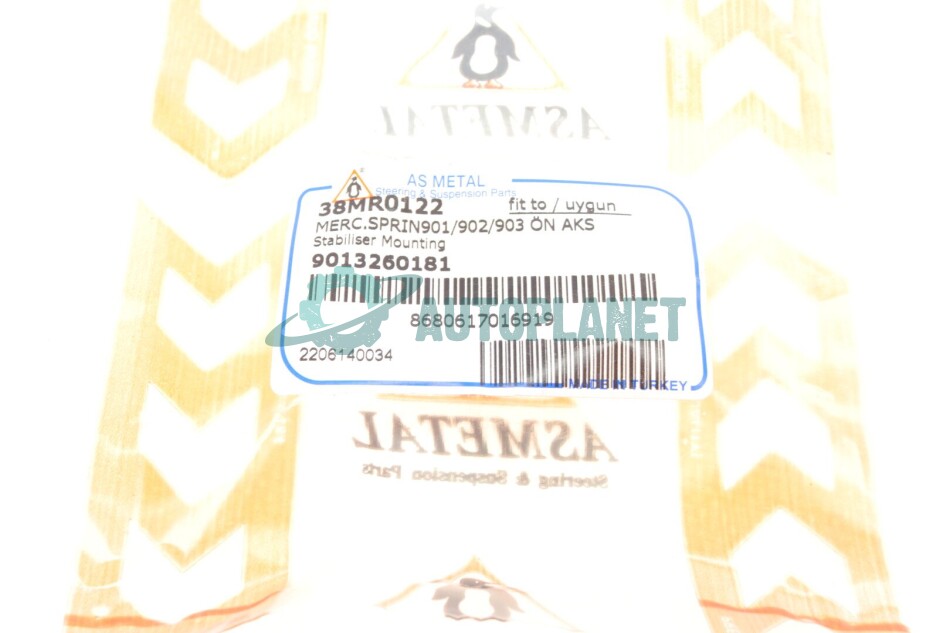 ASMETAL
AS METAL
Steering & Suspension Parts
38MR0122 fit to / uygun
MERC.SPRIN901/902/903 ÖN AKS
Stabiliser Mounting
9013260181
AUTOPLANET
8680617016919
2206140034
MADE IN TURKEY
ASMETAL
Steering & Suspension Parts